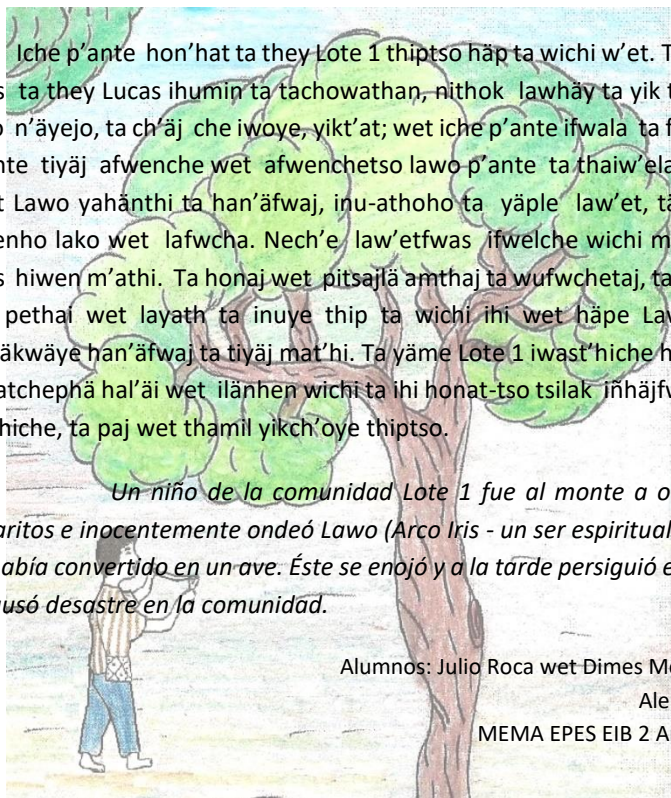 Iche p'ante hon'hat ta they Lote 1 thiptso häp ta wichi w'et. T
s ta they Lucas ihumin ta tachowathan, nithok lawhäy ta yik t
o n'äyejo, ta ch'äj che iwoye, yikt'at; wet iche p'ante ifwala ta f
nte tiyäj afwenche wet afwenchetso lawo p'ante ta thaiw'ela
t Lawo yahänthi ta han'äfwaj, inu-athoho ta yäple law'et, tä
enho lako wet lafwcha. Nech'e law'etfwas ifwelche wichi m
s hiwen m'athi. Ta honaj wet pitsajlä amthaj ta wufwchetaj, ta
pethai wet layath ta inuye thip ta wichi ihi wet häpe Lav
äkwäye han'äfwaj ta tiyäj mat'hi. Ta yäme Lote 1 iwast'hiche h
atchephä hal'äi wet ilänhen wichi ta ihi honat-tso tsilak iñhäjfv
hiche, ta paj wet thamil yikch'oye thiptso.
Un niño de la comunidad Lote 1 fue al monte a o
aritos e inocentemente ondeó Lawo (Arco Iris - un ser espiritual
abía convertido en un ave. Éste se enojó y a la tarde persiguió e
usó desastre en la comunidad.
Alumnos: Julio Roca wet Dimes Mo
Ale
MEMA EPES EIB 2 A